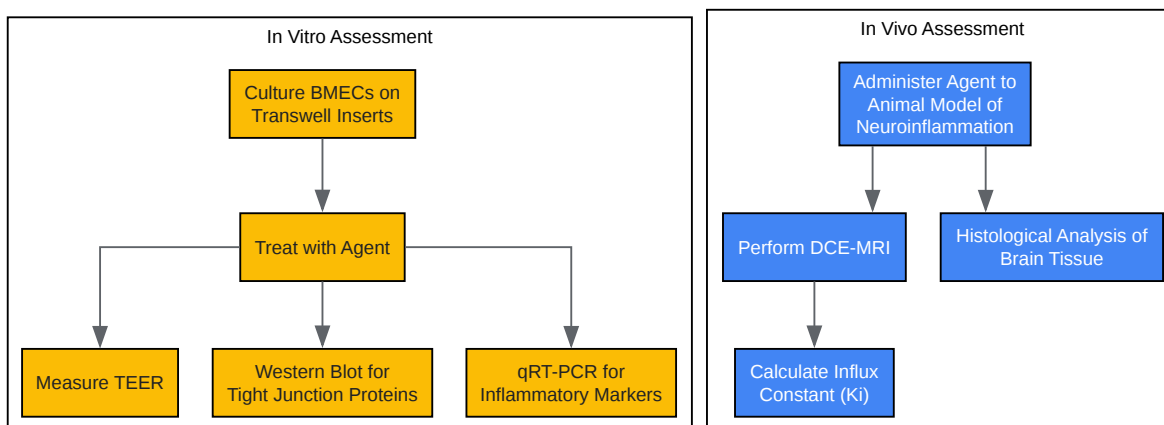 In Vitro Assessment
Culture BMECs on
Transwell Inserts
Treat with Agent
Measure TEER
Western Blot for
Tight Junction Proteins
qRT-PCR for
Inflammatory Markers
In Vivo Assessment
Administer Agent to
Animal Model of
Neuroinflammation
Perform DCE-MRI
Histological Analysis of
Brain Tissue
Calculate Influx
Constant (Ki)